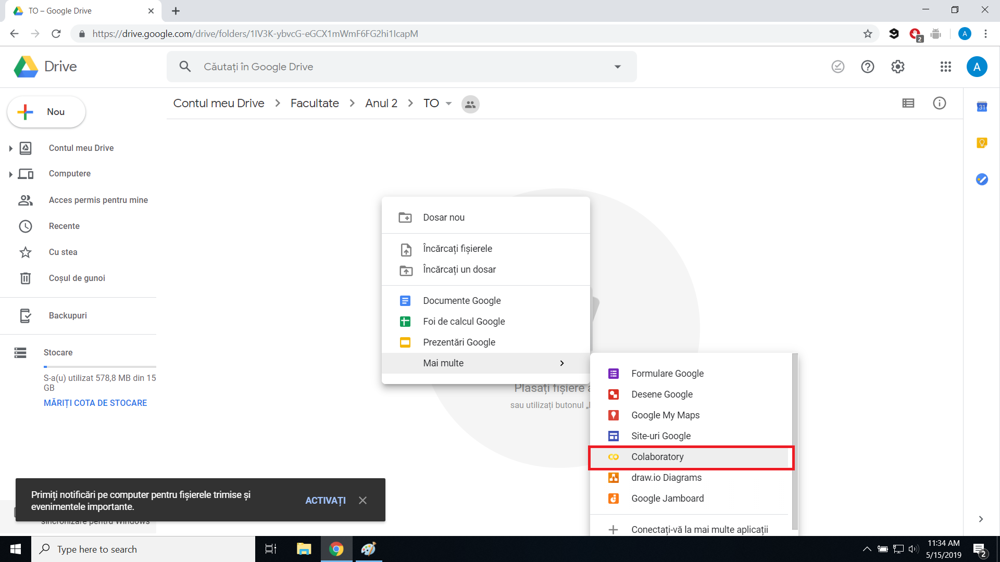 TO – Google Drive
https://drive.google.com/drive/folders/1IV3K-ybvcG-eGCX1mWmF6FG2hi1IcapM
2
A
Drive
Căutați în Google Drive
A
Nou
Contul meu Drive
Facultate
Anul 2
TO
31
Contul meu Drive
Computere
Acces permis pentru mine
Recente
Cu stea
Coșul de gunoi
Backupuri
Stocare
S-a(u) utilizat 578,8 MB din 15
GB
MĂRIȚI COTA DE STOCARE
Dosar nou
Încărcați fișierele
Încărcați un dosar
Documente Google
Foi de calcul Google
Prezentări Google
Mai multe
Plasați fișiere
sau utilizați butonul
Formulare Google
Desene Google
Google My Maps
Site-uri Google
Colaboratory
draw.io Diagrams
Google Jamboard
Conectați-vă la mai multe aplicații
Primiți notificări pe computer pentru fișierele trimise și
evenimentele importante.
ACTIVAȚI
sincronizare pentru Windows
Type here to search
11:34 AM
5/15/2019
2